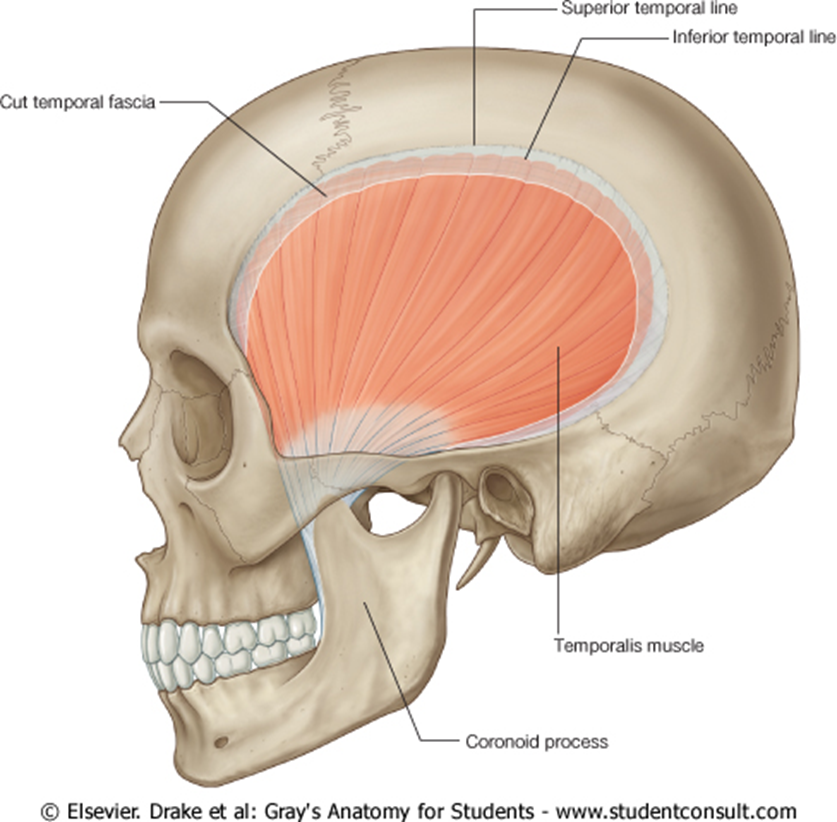 Superior temporal line
Inferior temporal line
Cut temporal fascia
Temporalis muscle
Coronoid process
© Elsevier. Drake et al: Gray's Anatomy for Students - www.studentconsult.com